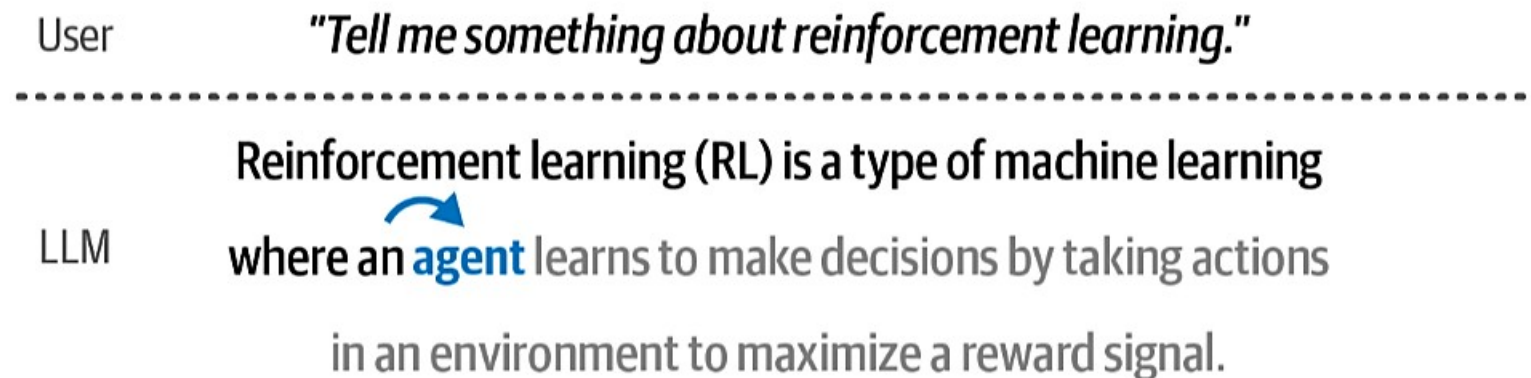 User
"Tell me something about reinforcement learning."
Reinforcement learning (RL) is a type of machine learning
LLM
where an agent learns to make decisions by taking actions
in an environment to maximize a reward signal.